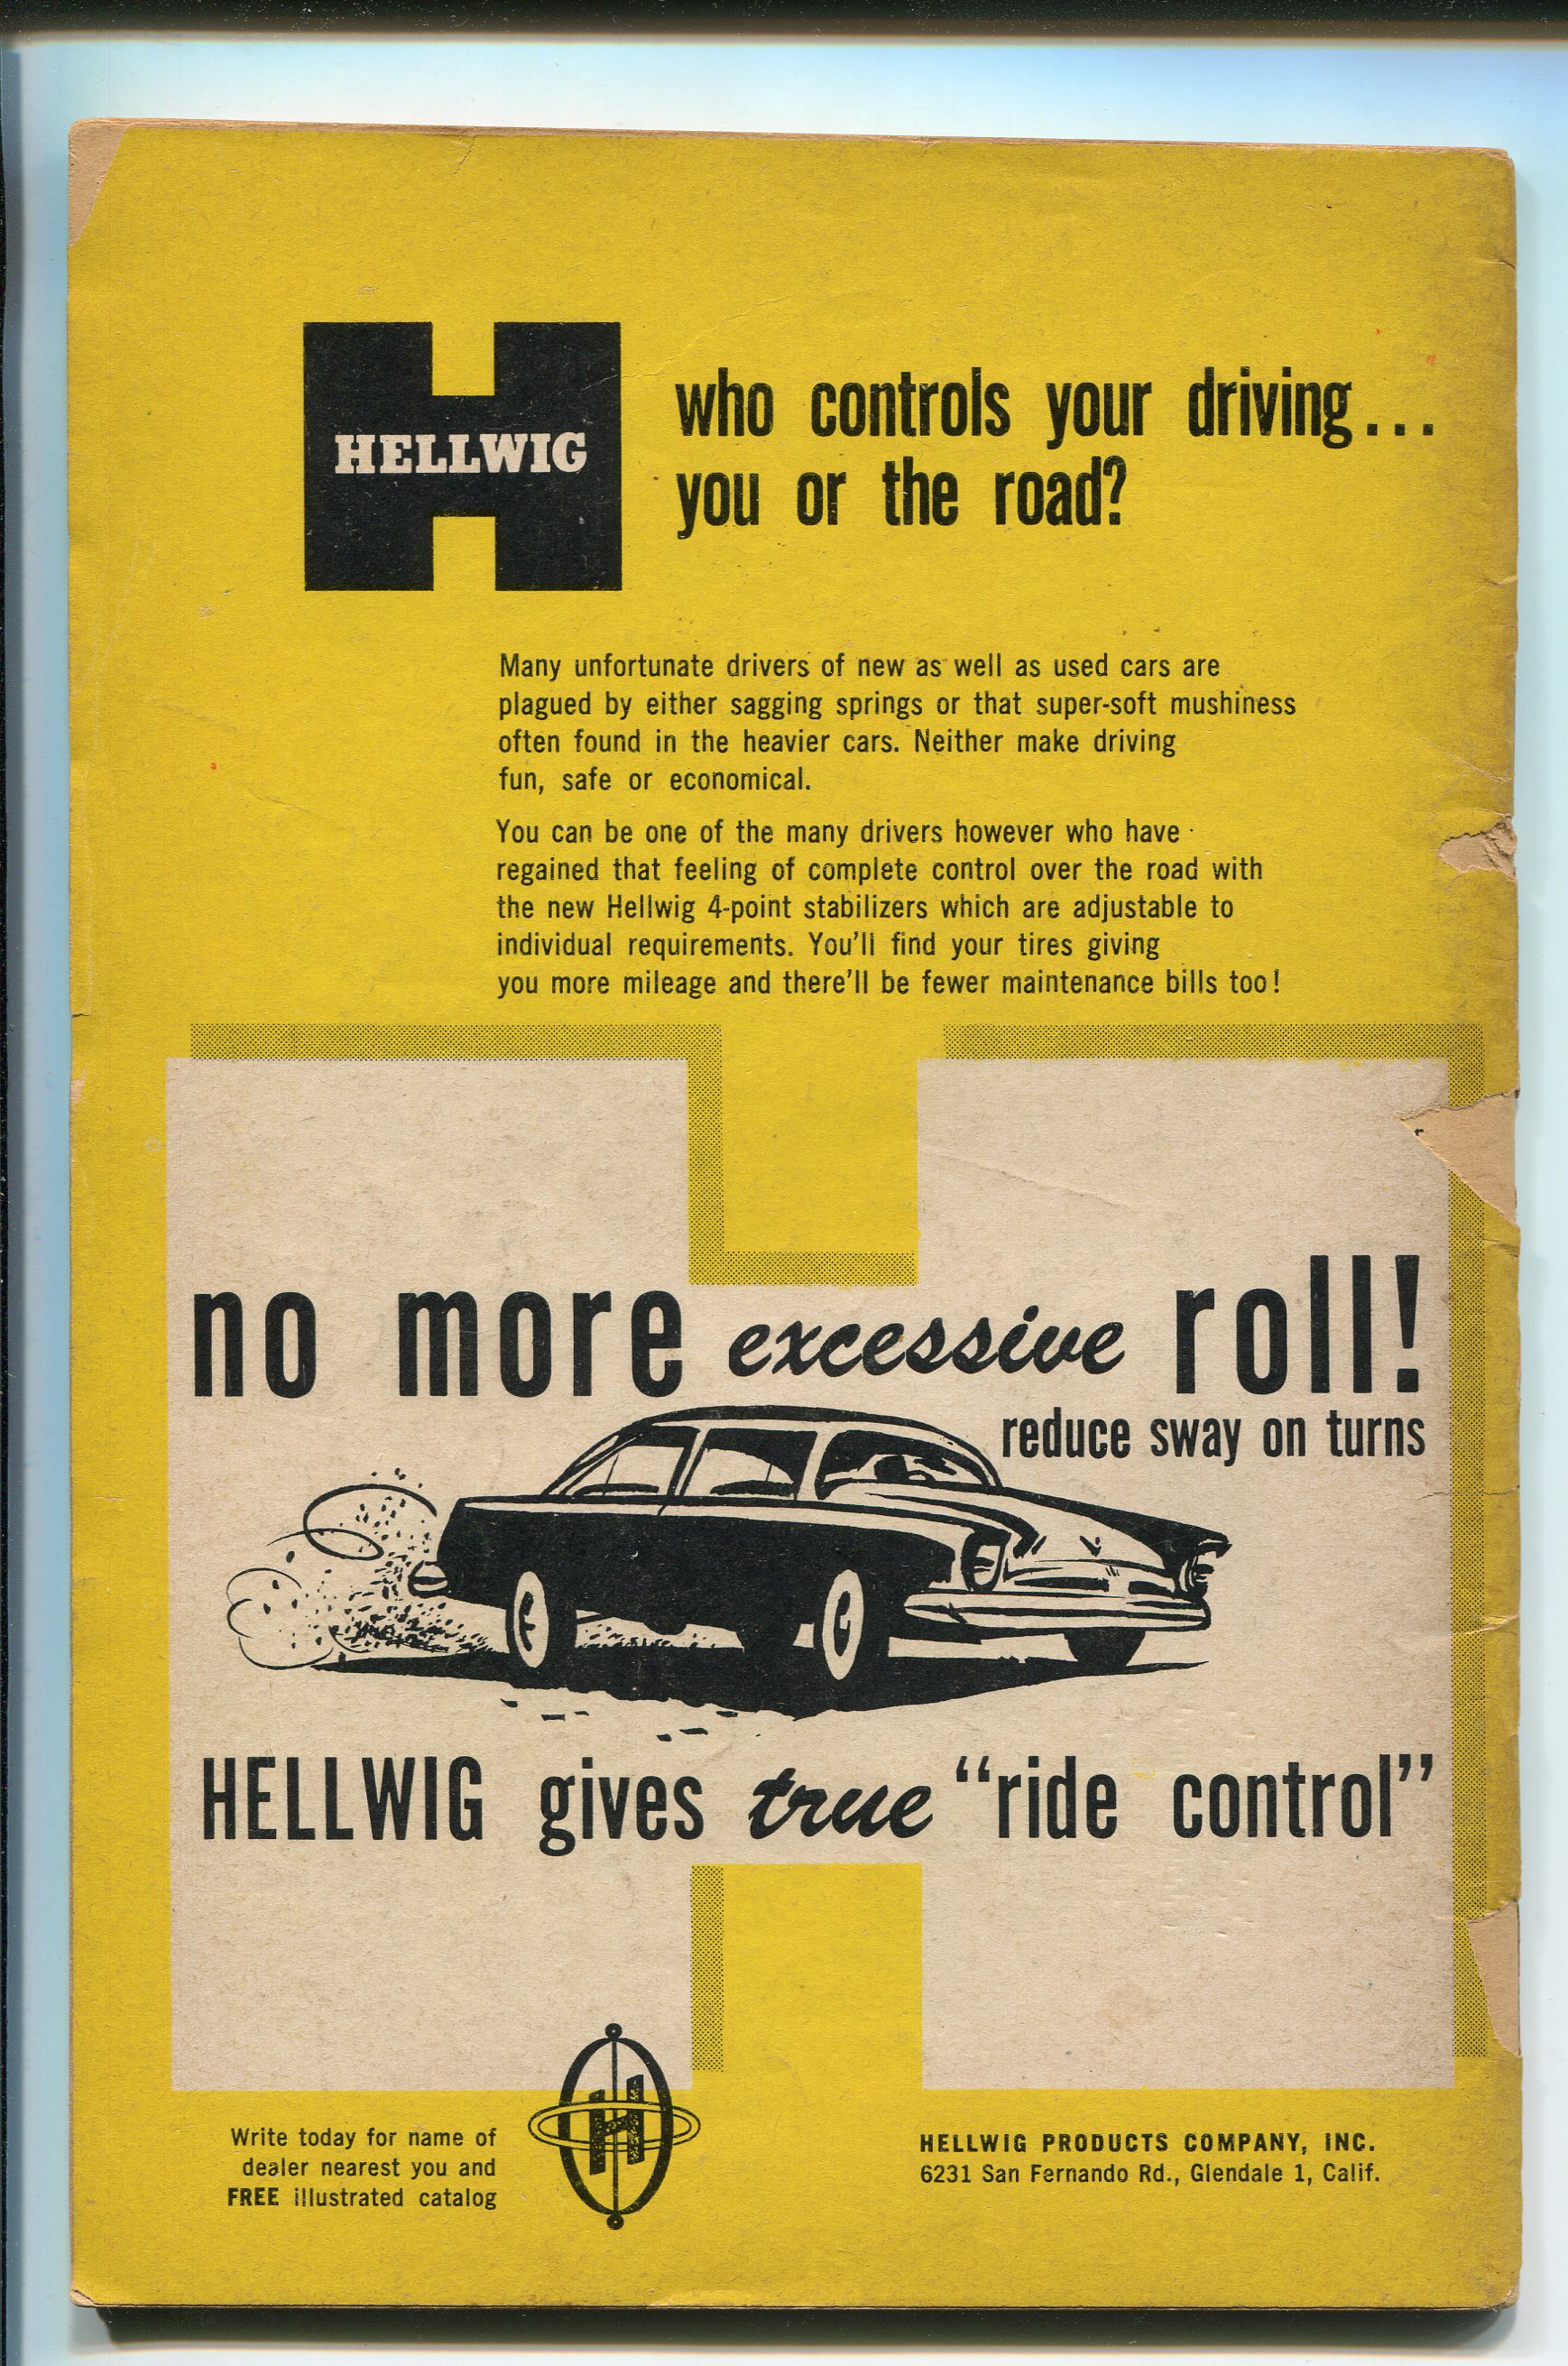 HELLWIG
who controls your driving...
you or the road?
Many unfortunate drivers of new as well as used cars are
plagued by either sagging springs or that super-soft mushiness
often found in the heavier cars. Neither make driving
fun, safe or economical.
You can be one of the many drivers however who have
regained that feeling of complete control over the road with
the new Hellwig 4-point stabilizers which are adjustable to
individual requirements. You'll find your tires giving
you more mileage and there'll be fewer maintenance bills too!
no more excessive roll!
reduce sway on turns
HELLWIG gives true “ride control”
Write today for name of
dealer nearest you and
FREE illustrated catalog
H
HELLWIG PRODUCTS COMPANY, INC.
6231 San Fernando Rd., Glendale 1, Calif.